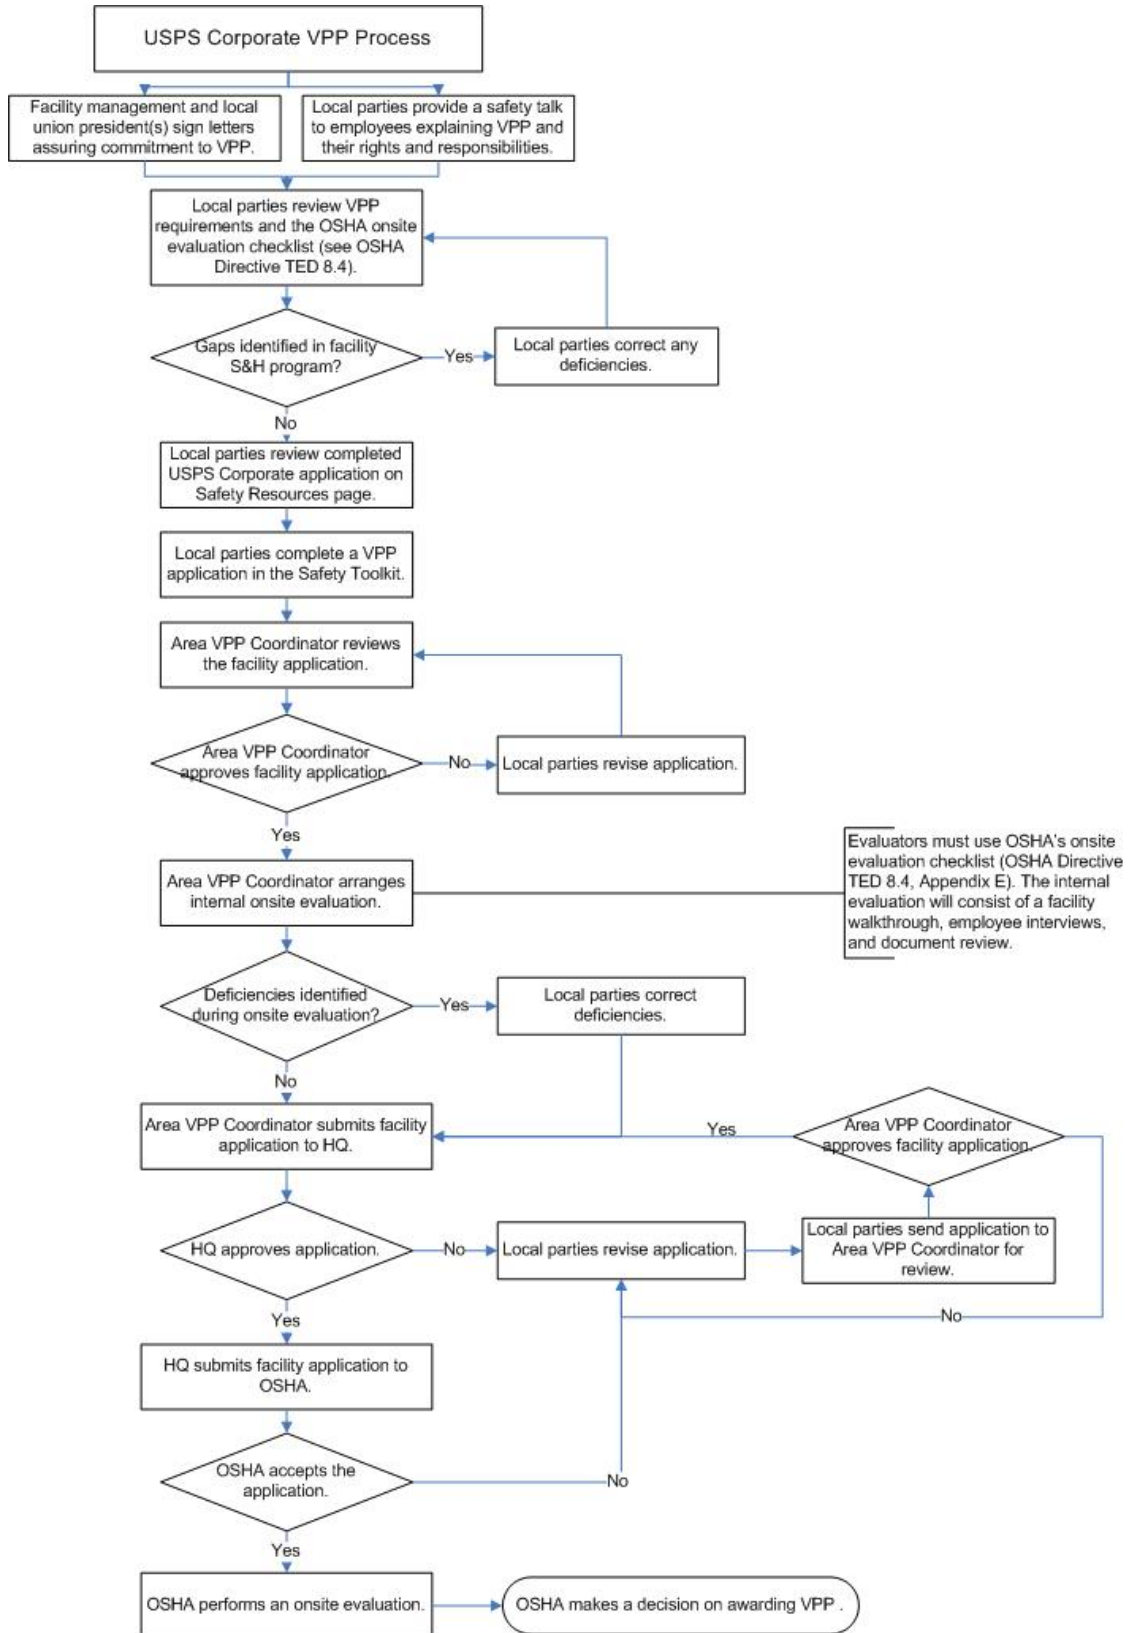 USPS Corporate VPP Process
Facility management and local
union president(s) sign letters
assuring commitment to VPP.
Local parties provide a safety talk
to employees explaining VPP and
their rights and responsibilities.
Local parties review VPP
requirements and the OSHA onsite
evaluation checklist (see OSHA
Directive TED 8.4).
Gaps identified in facility
S&H program?
Yes
Local parties correct any
deficiencies.
No
Local parties review completed
USPS Corporate application on
Safety Resources page.
Local parties complete a VPP
application in the Safety Toolkit.
Area VPP Coordinator reviews
the facility application.
Area VPP Coordinator
approves facility application.
No
Local parties revise application.
Yes
Area VPP Coordinator arranges
internal onsite evaluation.
Evaluators must use OSHA's onsite
evaluation checklist (OSHA Directive
TED 8.4, Appendix E). The internal
evaluation will consist of a facility
walkthrough, employee interviews,
and document review.
Deficiencies identified
during onsite evaluation?
Yes
Local parties correct
deficiencies.
No
Area VPP Coordinator submits facility
application to HQ.
Yes
Area VPP Coordinator
approves facility application.
HQ approves application.
No
Local parties revise application.
Local parties send application to
Area VPP Coordinator for
review.
No
Yes
HQ submits facility application to
OSHA.
OSHA accepts the
application.
No
Yes
OSHA performs an onsite evaluation.
OSHA makes a decision on awarding VPP .